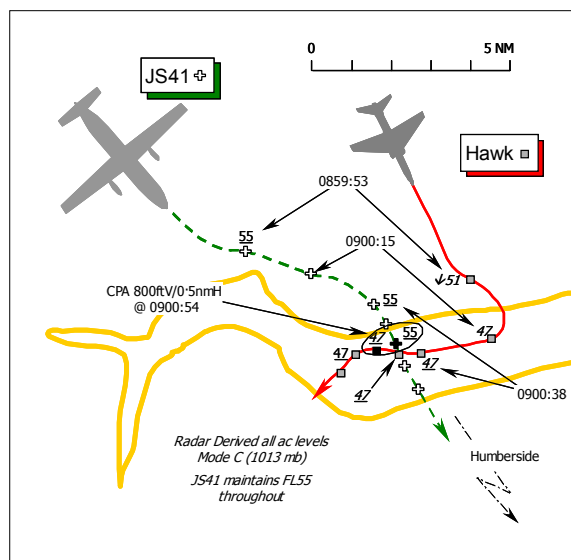 0 5 NM
JS41
Hawk
0859:53
55
0900:15
↓51
CPA 800ftV/0·5nmH
@ 0900:54
55
47
47
55
47
47
47
0900:38
Radar Derived all ac levels
Mode C (1013 mb)
JS41 maintains FL55
throughout
Humberside